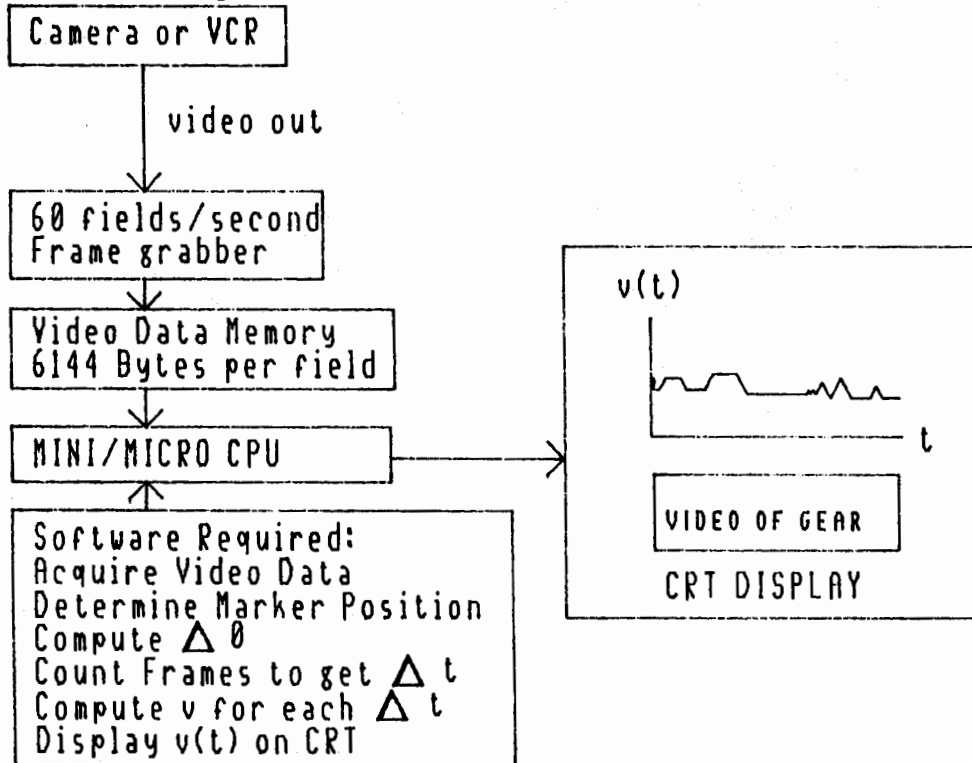 Camera or VCR
video out
60 fields/second
Frame grabber
Video Data Memory
6144 Bytes per field
MINI/MICRO CPU
Software Required:
Acquire Video Data
Determine Marker Position
Compute Δ θ
Count Frames to get Δ t
Compute v for each Δ t
Display v(t) on CRT
v(t)
t
VIDEO OF GEAR
CRT DISPLAY